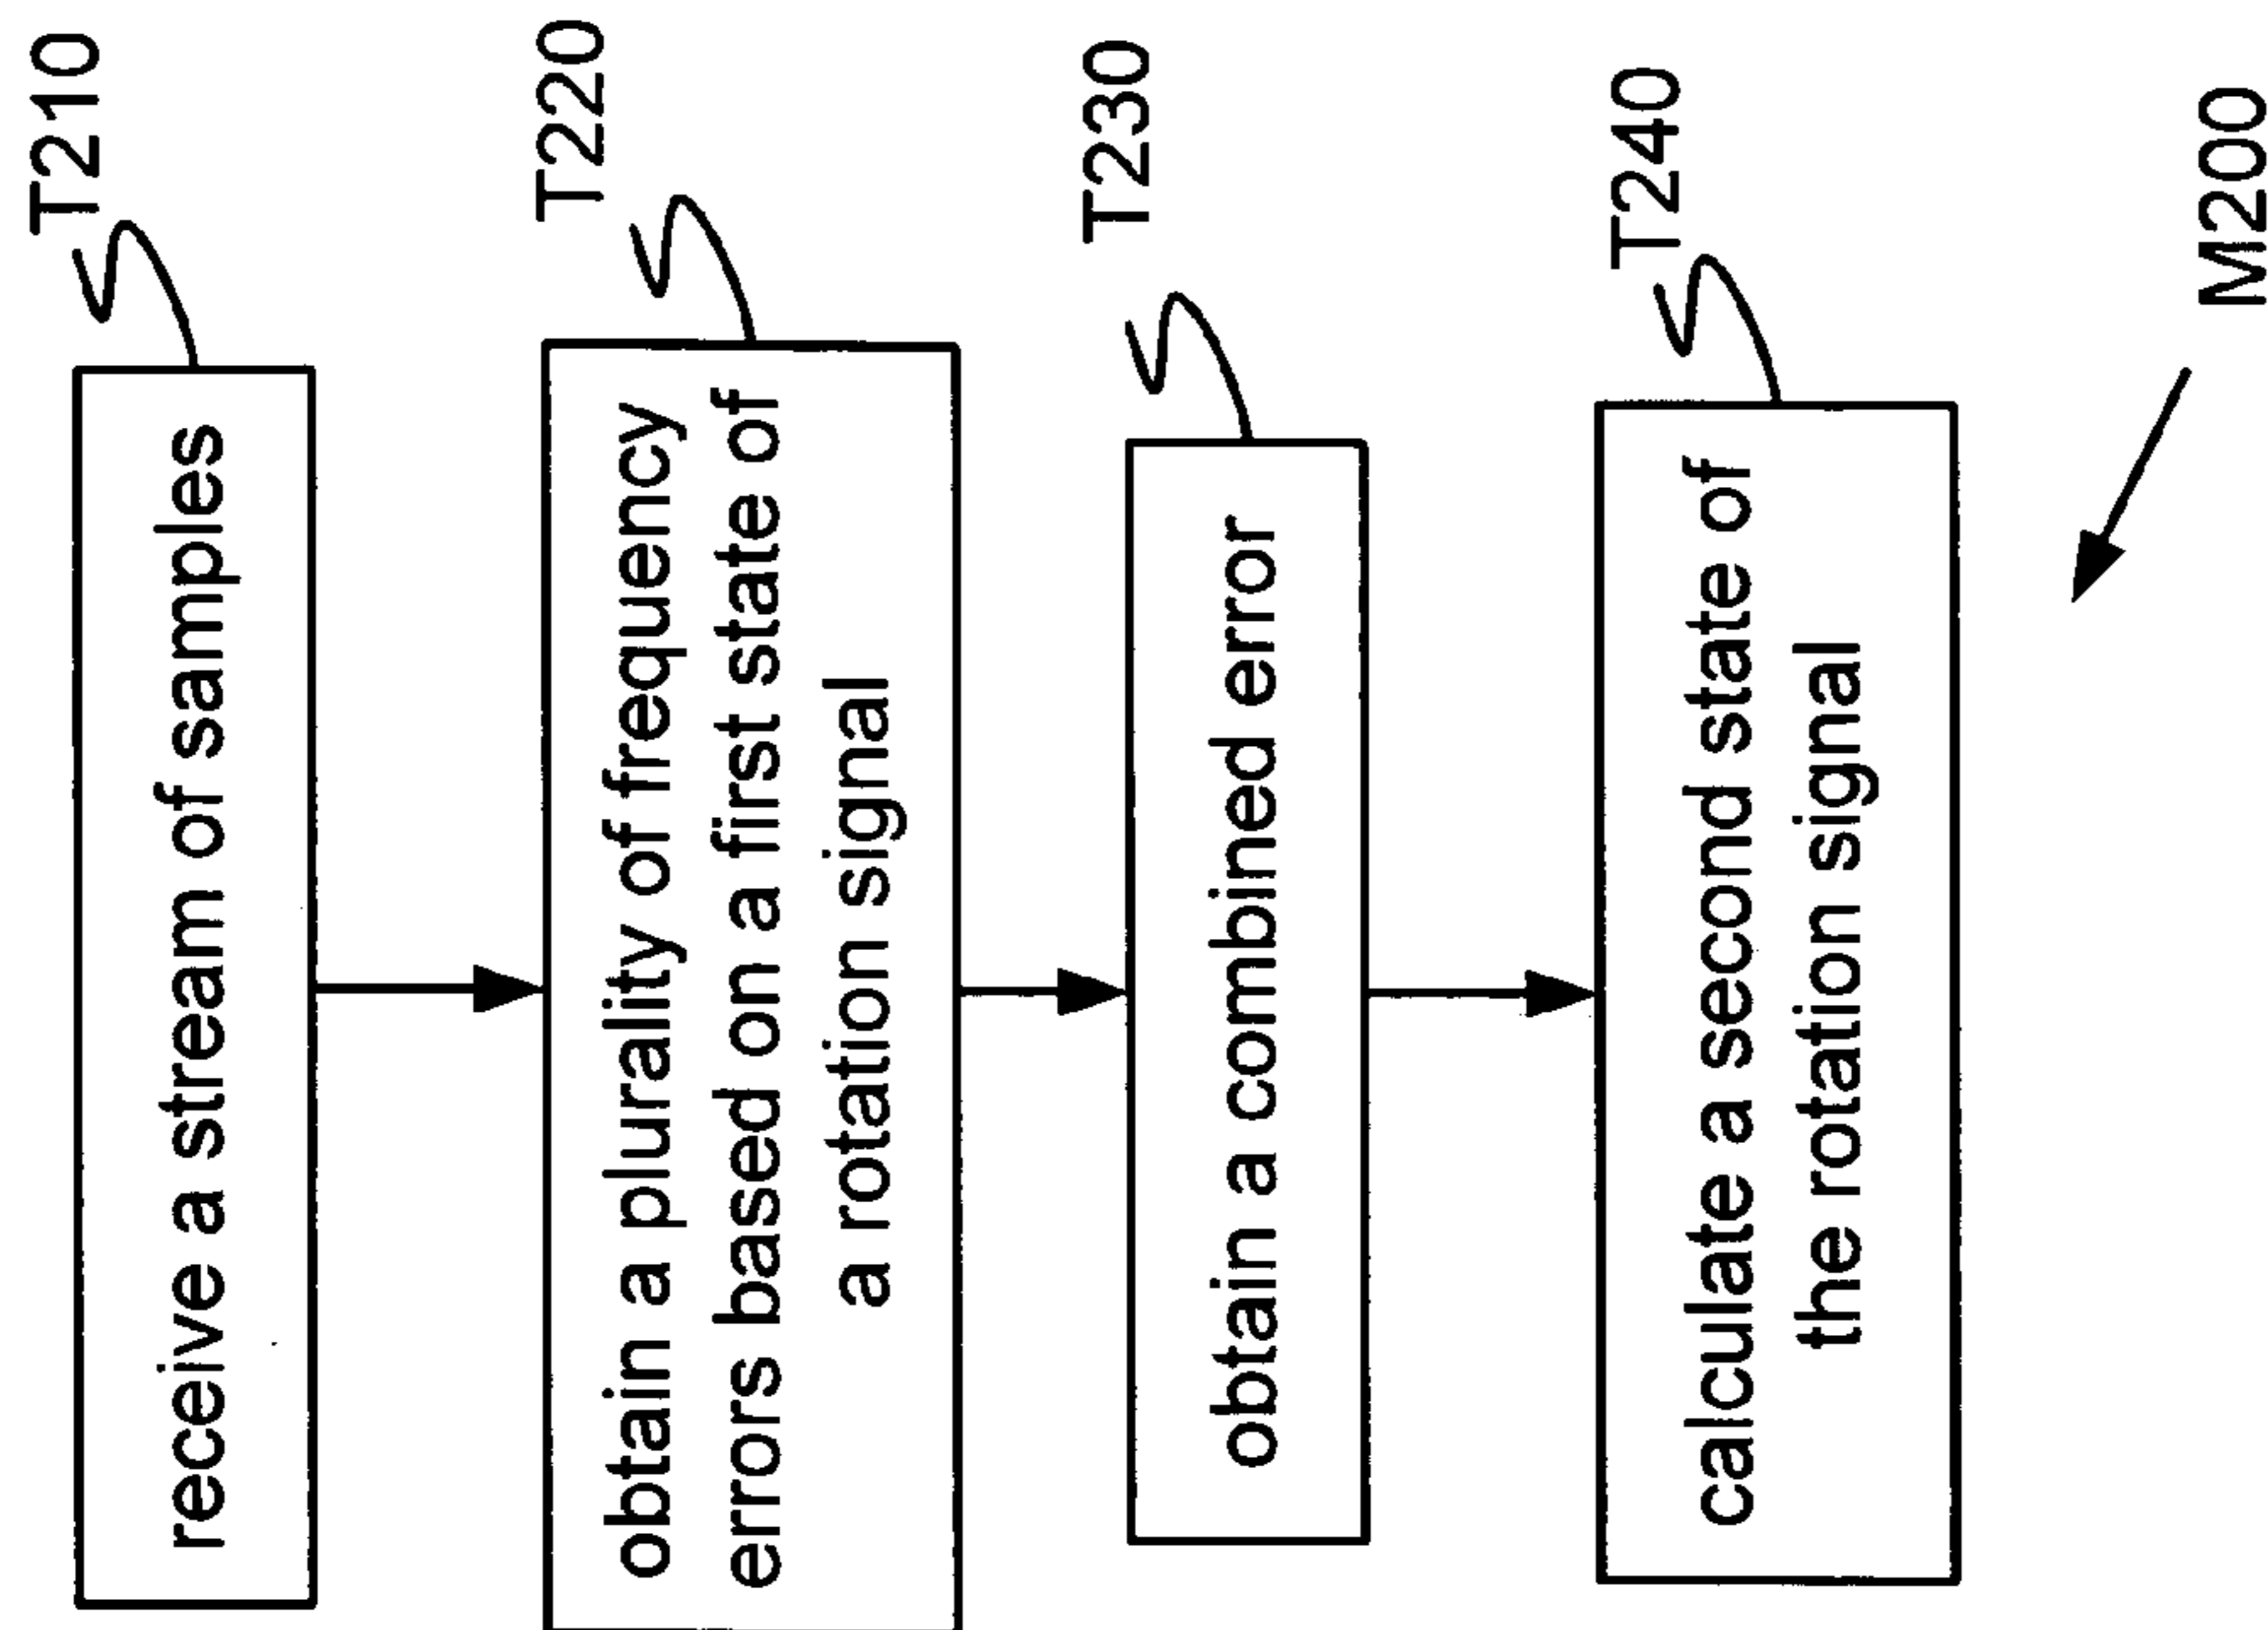 receive a stream of samples
T210
obtain a plurality of frequency
errors based on a first state of
a rotation signal
T220
obtain a combined error
T230
calculate a second state of
the rotation signal
T240
M200